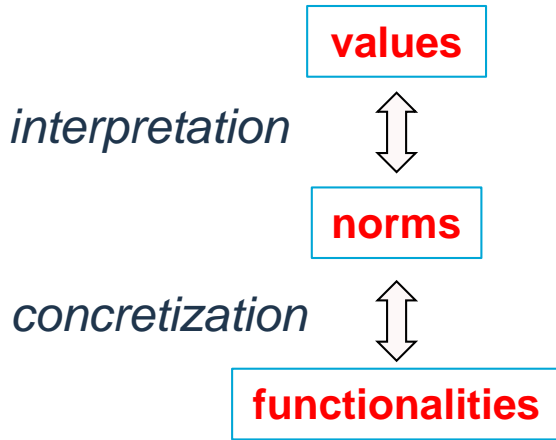 values
interpretation
norms
concretization
functionalities